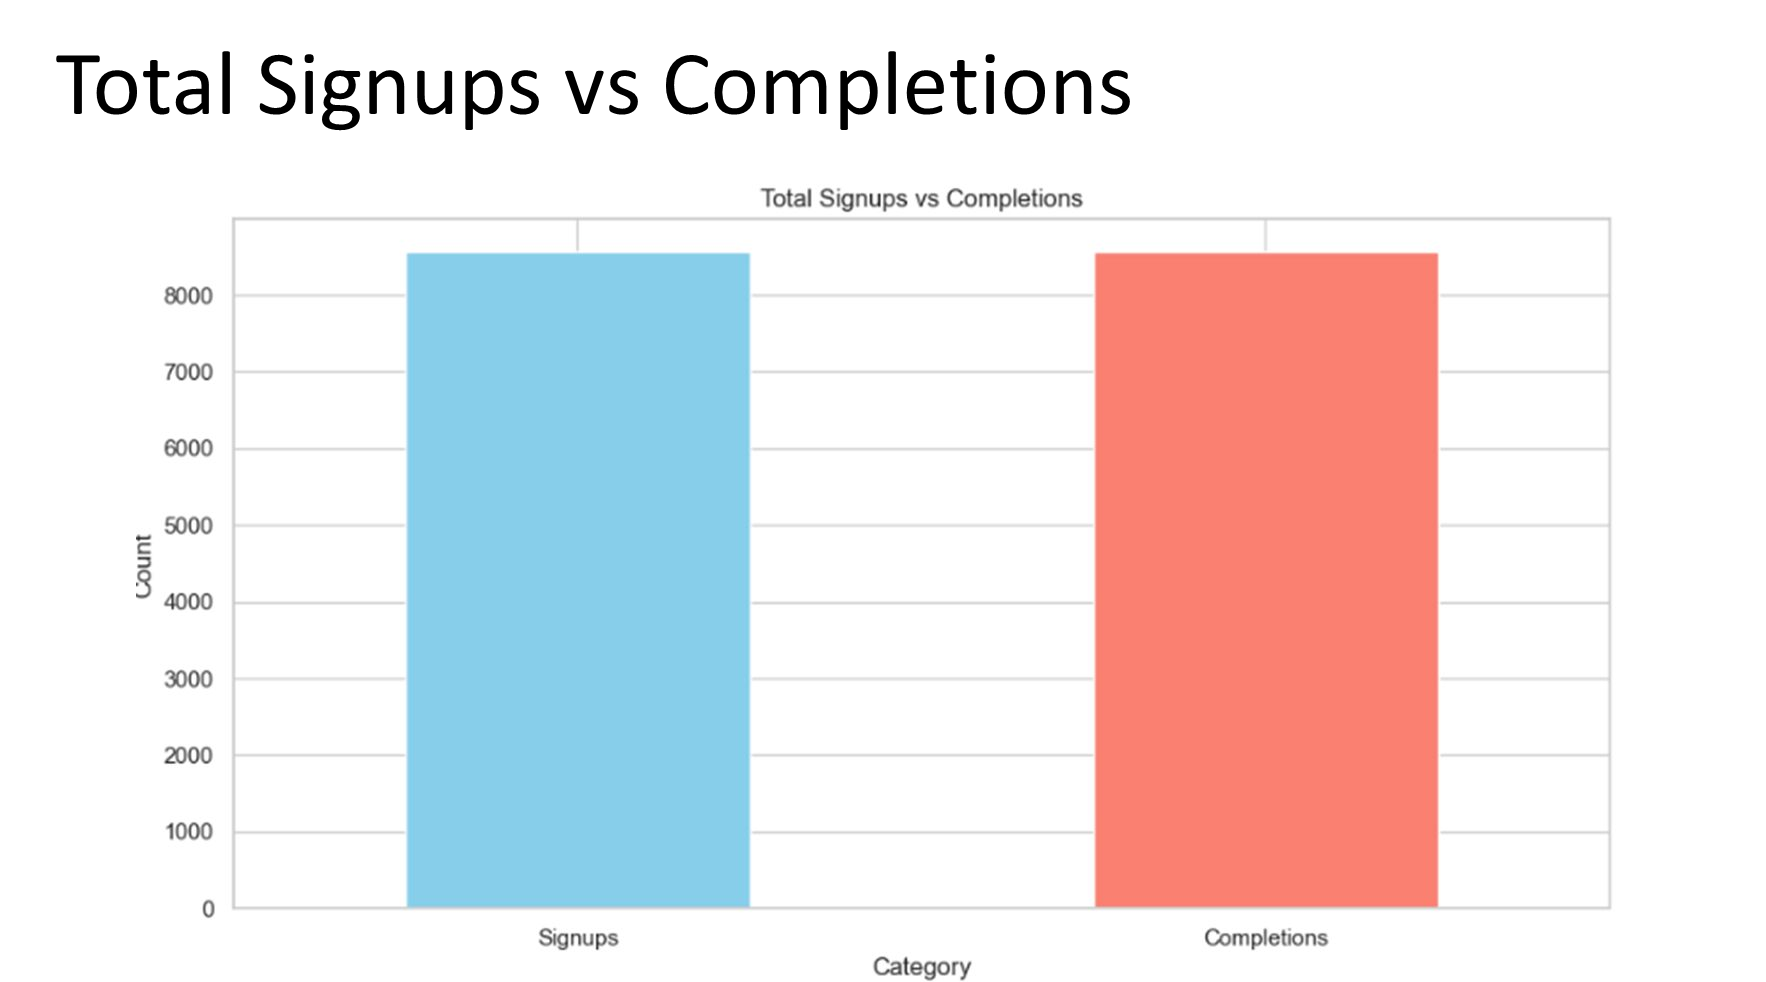 Total Signups vs Completions
Total Signups vs Completions
8000
7000
6000
5000
4000
3000
2000
1000
0
Count
Signups
Completions
Category